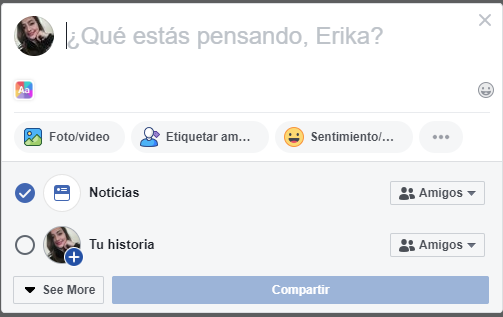 ¿Qué estás pensando, Erika?
Aa
Foto/video
Etiquetar am...
Sentimiento/...
Noticias
Amigos
Tu historia
Amigos
See More
Compartir